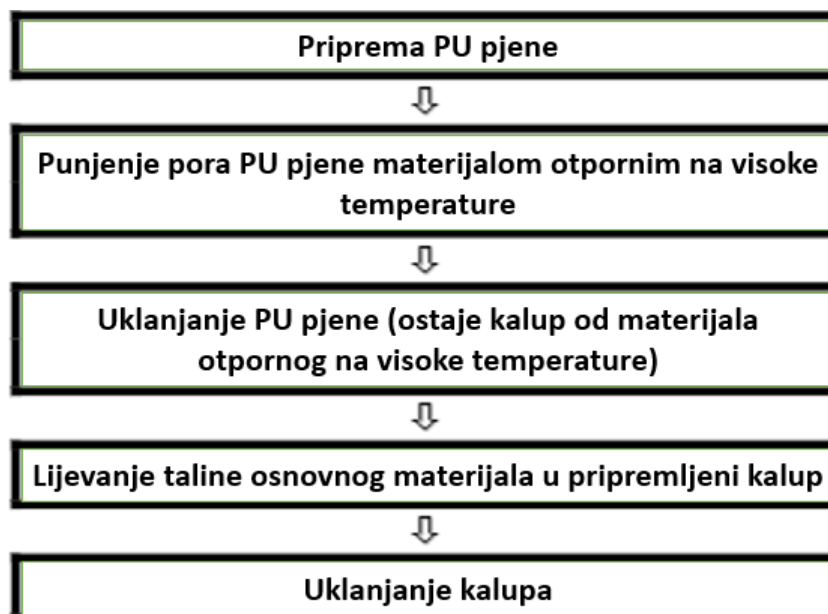 Priprema PU pjene
Punjenje pora PU pjene materijalom otpornim na visoke
temperature
Uklanjanje PU pjene (ostaje kalup od materijala
otpornog na visoke temperature)
Lijevanje taline osnovnog materijala u pripremljeni kalup
Uklanjanje kalupa